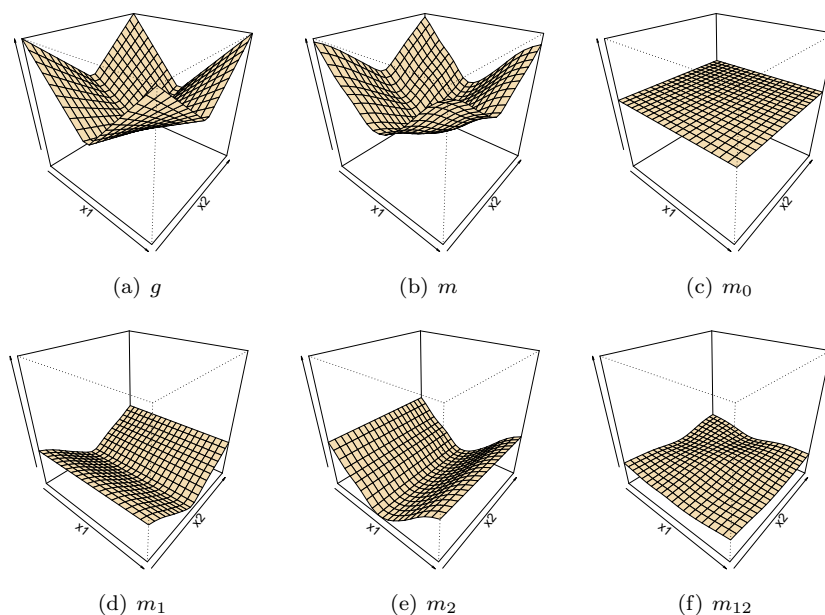 x1
x2
x1
x2
x1
x2
(a) g
(b) m
(c) m₀
x1
x2
x1
x2
x1
x2
(d) m₁
(e) m₂
(f) m₁₂